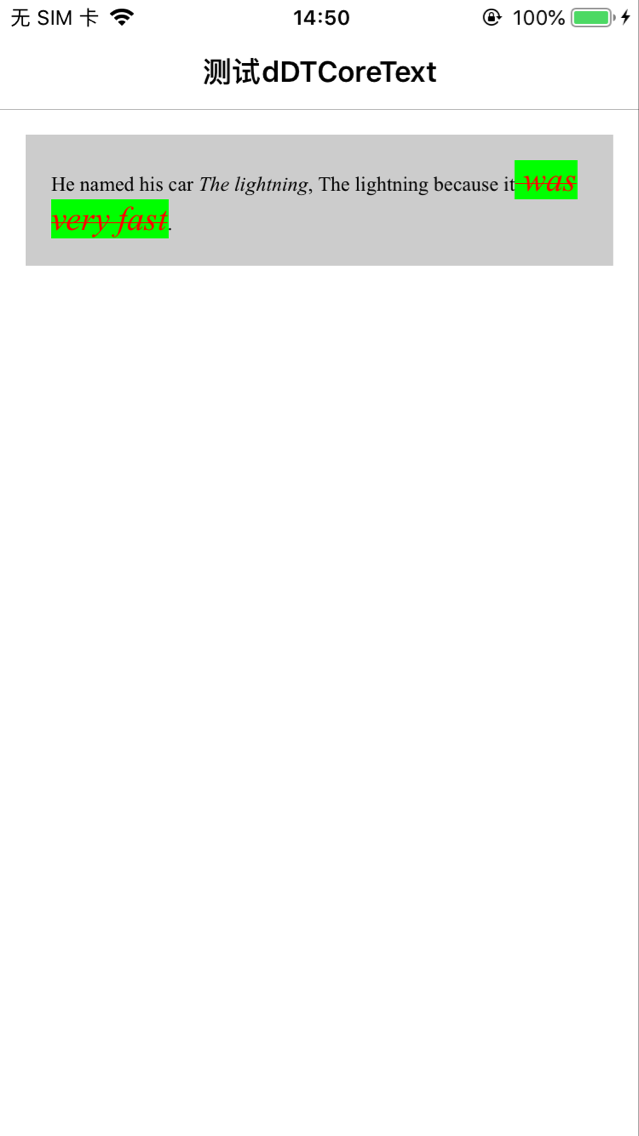 无 SIM 卡 14:50 100%
测试dDTCoreText
He named his car The lightning, The lightning because it was
very fast.